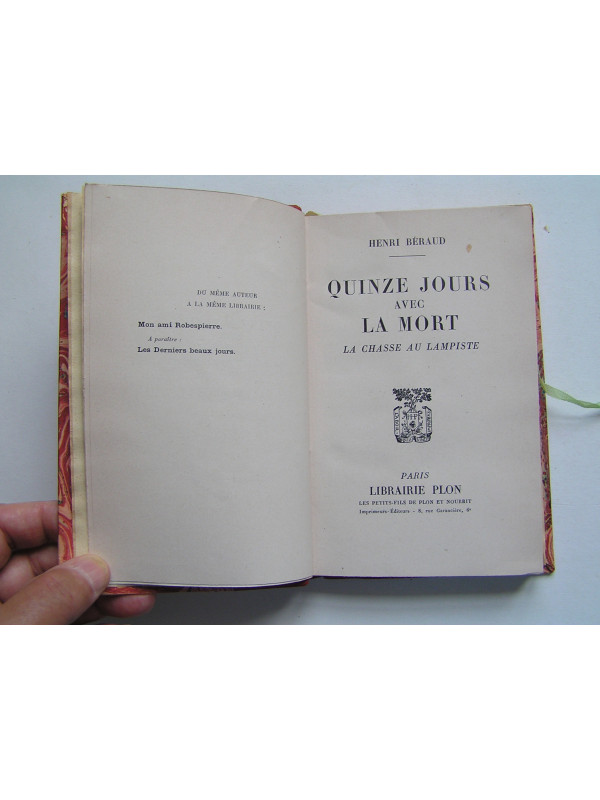 DU MÊME AUTEUR
A LA MÊME LIBRAIRIE :
Mon ami Robespierre.
A paraître :
Les Derniers beaux jours.
HENRI BÉRAUD
QUINZE JOURS
AVEC
LA MORT
LA CHASSE AU LAMPISTE
PARIS
LIBRAIRIE PLON
LES PETITS-FILS DE PLON ET NOURRIT
Imprimeurs-Éditeurs - 8, rue Garancière, 6e